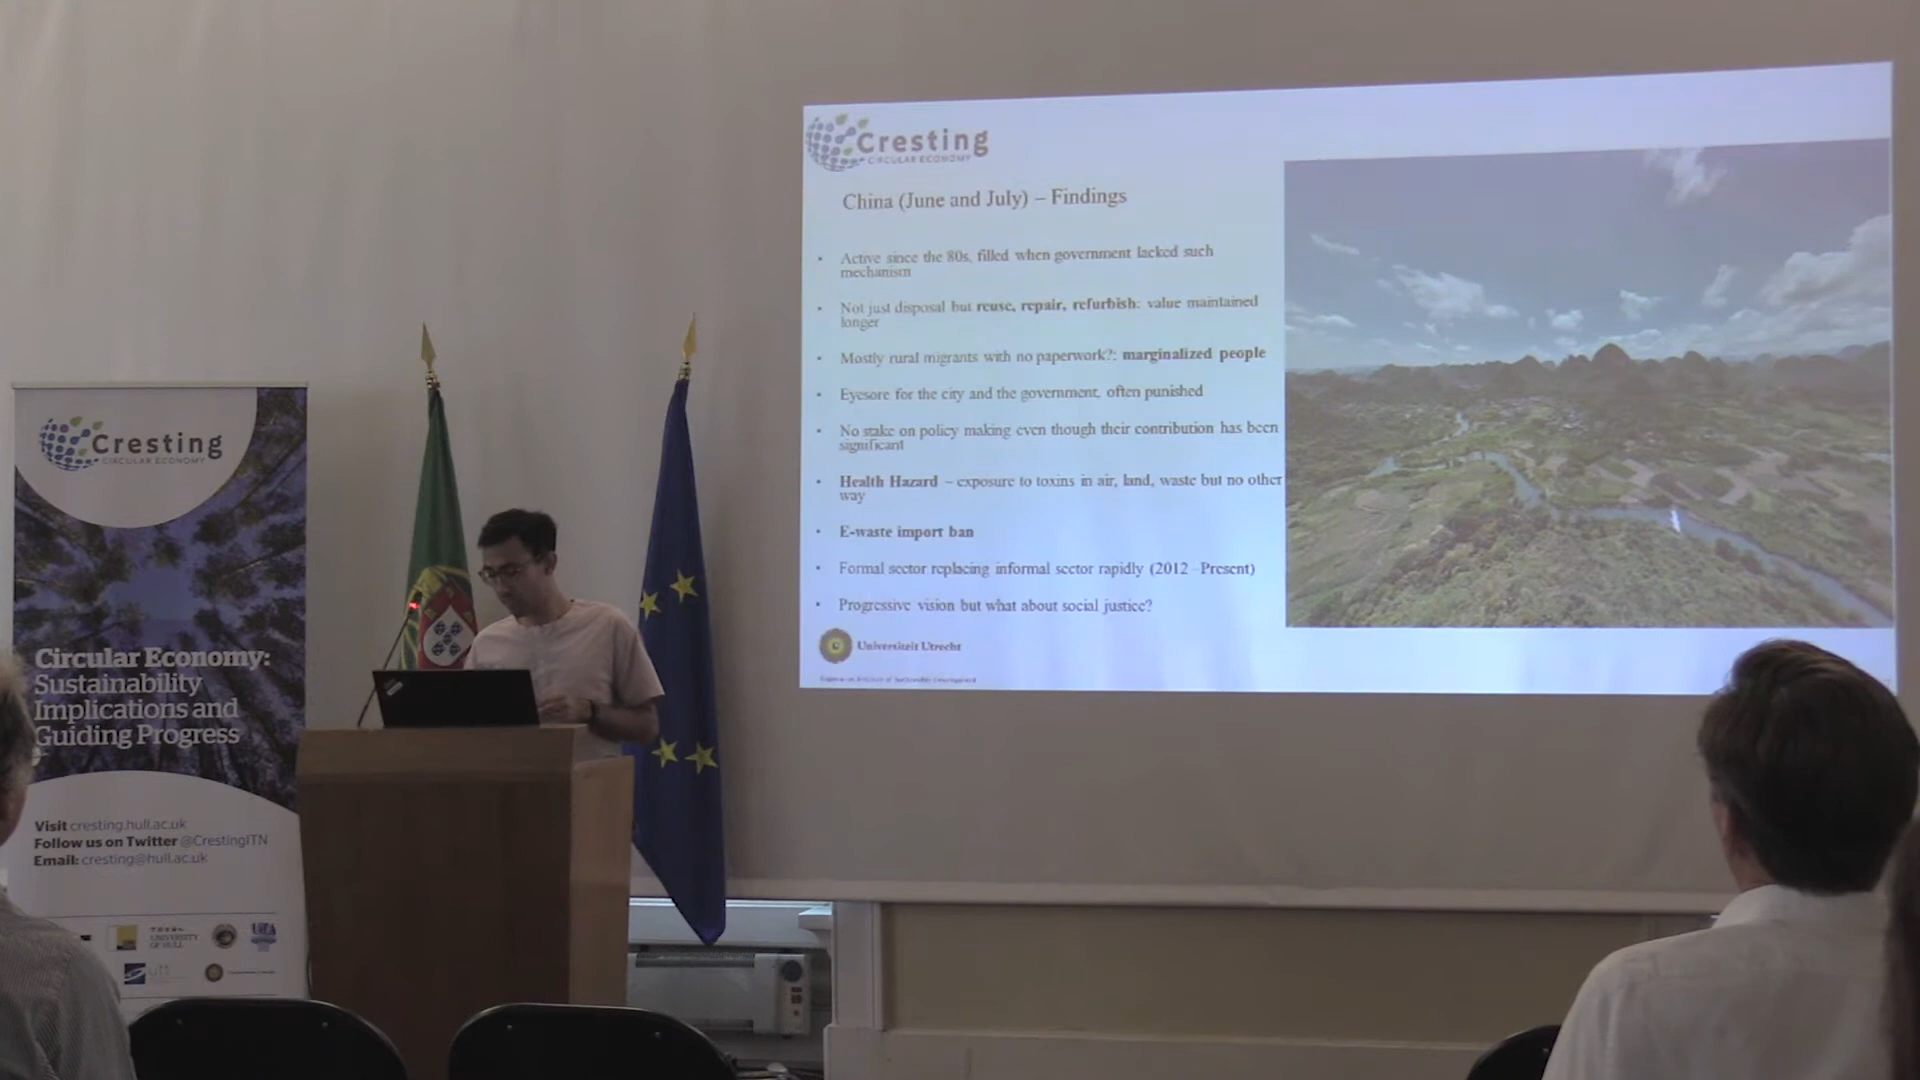 Cresting
CIRCULAR ECONOMY
China (June and July) – Findings
• Active since the 80s, filled when government lacked such
mechanism
• Not just disposal but reuse, repair, refurbish: value maintained
longer
• Mostly rural migrants with no paperwork?: marginalized people
• Eyesore for the city and the government, often punished
• No stake on policy making even though their contribution has been
significant
• Health Hazard – exposure to toxins in air, land, waste but no other
way
• E-waste import ban
• Formal sector replacing informal sector rapidly (2012 –Present)
• Progressive vision but what about social justice?
Universiteit Utrecht
Cresting
CIRCULAR ECONOMY
Circular Economy:
Sustainability
Implications and
Guiding Progress
Visit cresting.hull.ac.uk
Follow us on Twitter @CrestingITN
Email: cresting@hull.ac.uk
UNIVERSITY
OF HULL